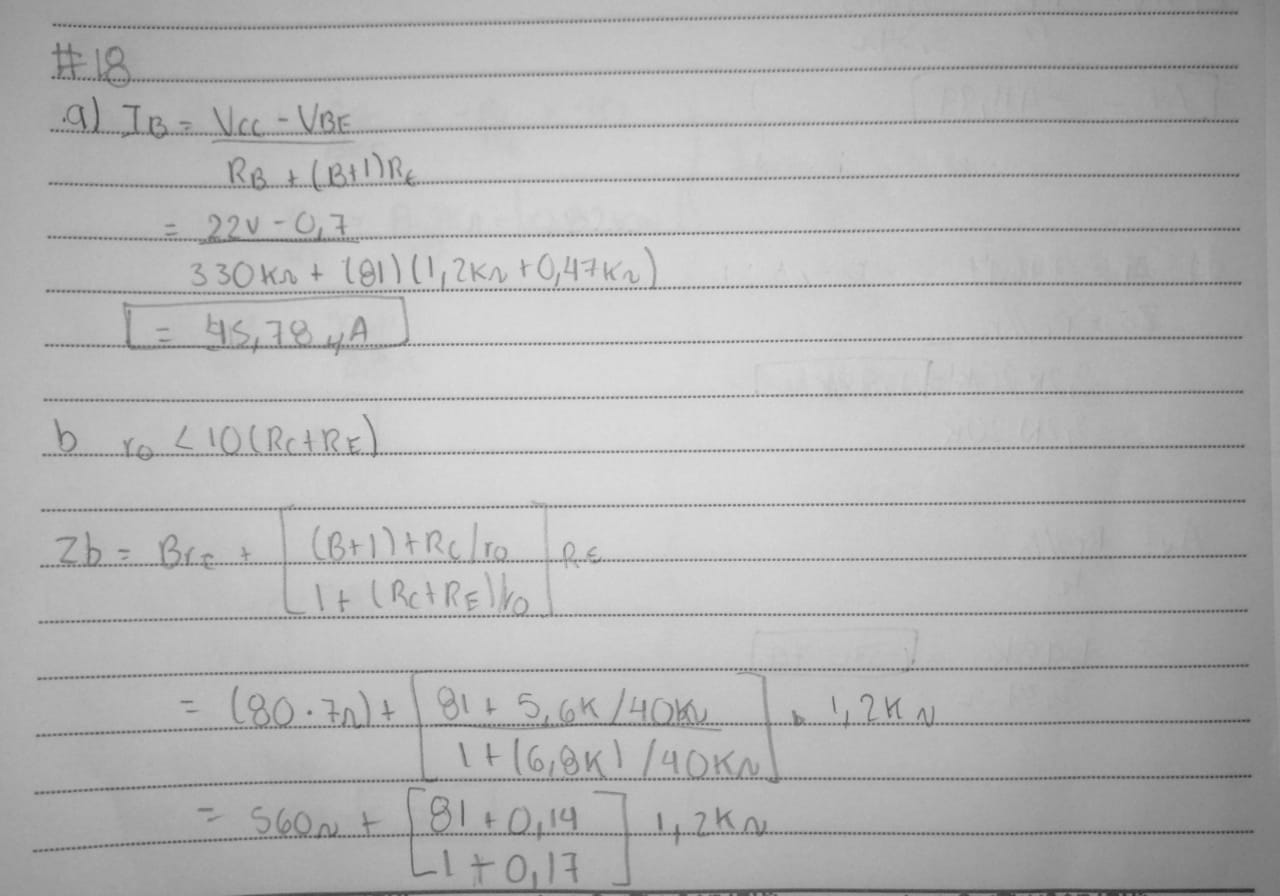 #18
a) IB = VCC - VBE
RB + (B+1)RE
= 22v - 0,7
330kΩ + (81)(1,2kΩ + 0,47kΩ)
= 45,78 µA
b ro < 10(Rc+RE)
Zb = Bre + [(B+1)+Rc/ro] RE
1+ (Rc+RE)/ro
= (80·7Ω) + [81 + 5,6K/40KΩ] · 1,2KΩ
1+(6,8K)/40KΩ
= 560Ω + [81 + 0,14] 1,2KΩ
1 + 0,17